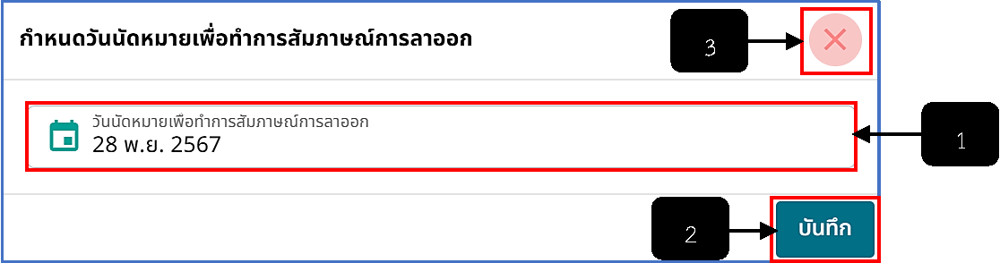 กำหนดวันนัดหมายเพื่อทำการสัมภาษณ์การลาออก
3
วันนัดหมายเพื่อทำการสัมภาษณ์การลาออก
28 พ.ย. 2567
1
2
บันทึก